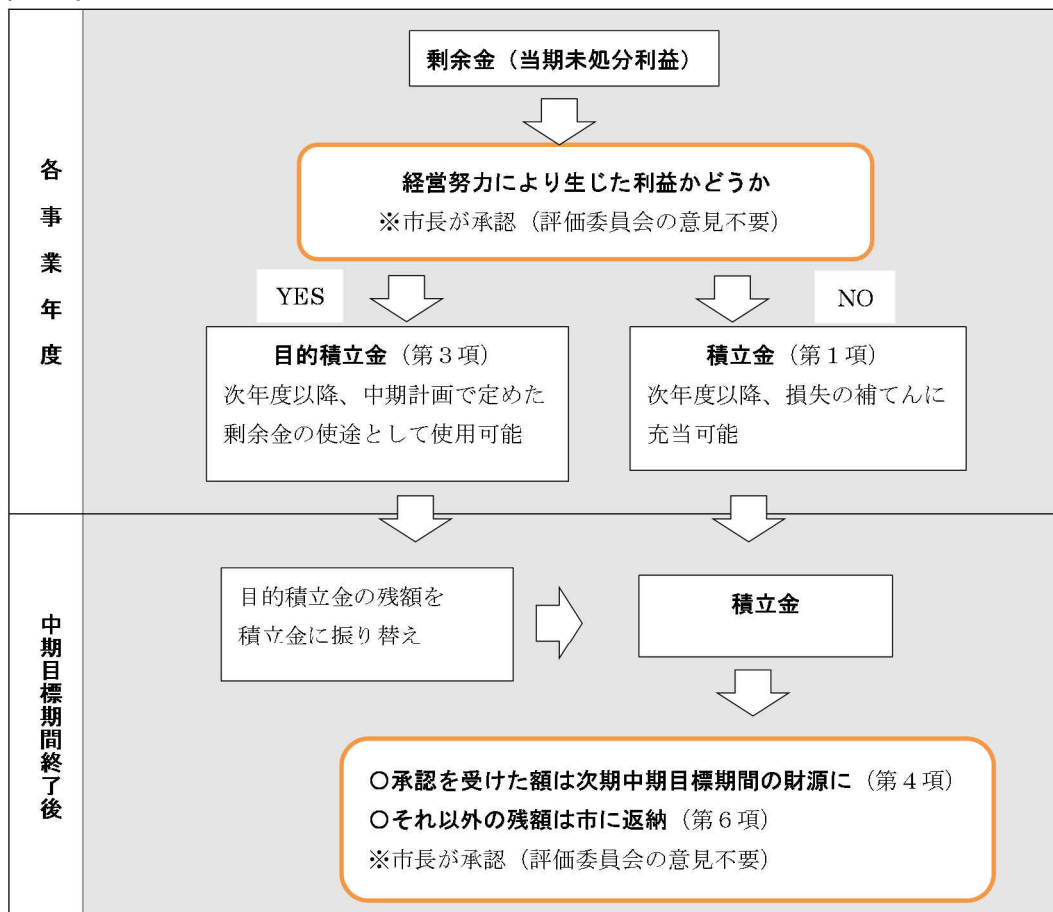 各事業年度
剰余金（当期未処分利益）
経営努力により生じた利益かどうか
※市長が承認（評価委員会の意見不要）
YES
NO
目的積立金（第３項）
次年度以降、中期計画で定めた
剰余金の使途として使用可能
積立金（第１項）
次年度以降、損失の補てんに
充当可能
中期目標期間終了後
目的積立金の残額を
積立金に振り替え
積立金
○承認を受けた額は次期中期目標期間の財源に（第４項）
○それ以外の残額は市に返納（第６項）
※市長が承認（評価委員会の意見不要）